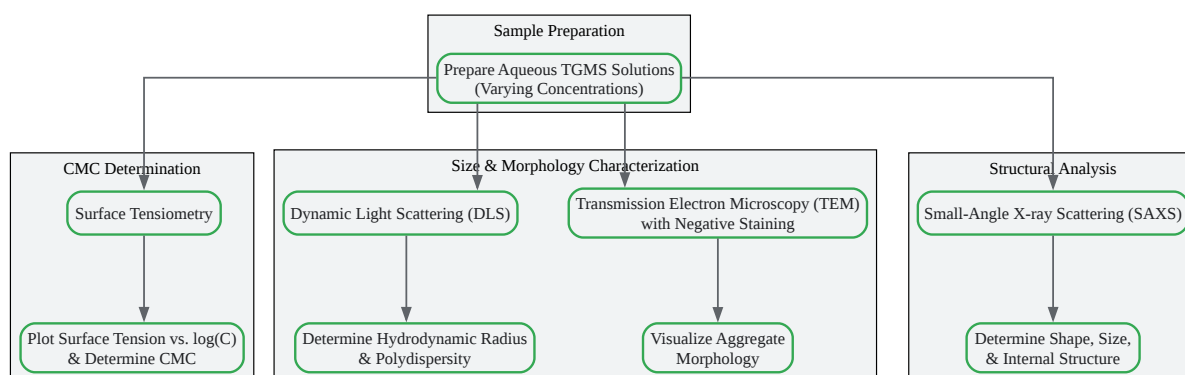 Sample Preparation
Prepare Aqueous TGMS Solutions
(Varying Concentrations)
CMC Determination
Surface Tensiometry
Plot Surface Tension vs. log(C)
& Determine CMC
Size & Morphology Characterization
Dynamic Light Scattering (DLS)
Transmission Electron Microscopy (TEM)
with Negative Staining
Determine Hydrodynamic Radius
& Polydispersity
Visualize Aggregate
Morphology
Structural Analysis
Small-Angle X-ray Scattering (SAXS)
Determine Shape, Size,
& Internal Structure